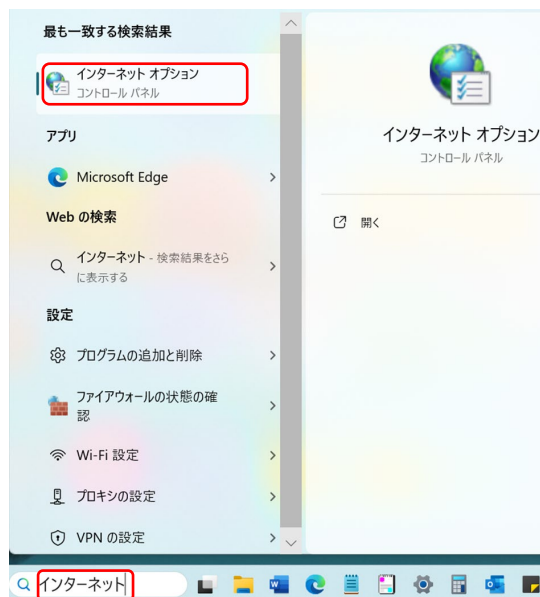 最も一致する検索結果
インターネット オプション
コントロール パネル
アプリ
Microsoft Edge
Web の検索
インターネット - 検索結果をさら
に表示する
設定
プログラムの追加と削除
ファイアウォールの状態の確
認
Wi-Fi 設定
プロキシの設定
VPN の設定
インターネット オプション
コントロール パネル
開く
インターネット